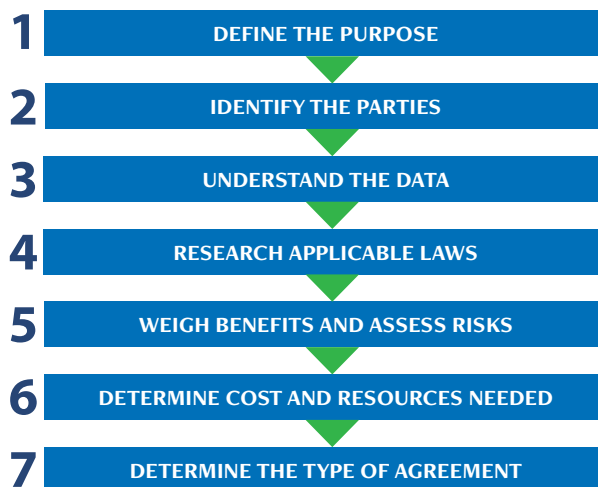 1 DEFINE THE PURPOSE
2 IDENTIFY THE PARTIES
3 UNDERSTAND THE DATA
4 RESEARCH APPLICABLE LAWS
5 WEIGH BENEFITS AND ASSESS RISKS
6 DETERMINE COST AND RESOURCES NEEDED
7 DETERMINE THE TYPE OF AGREEMENT